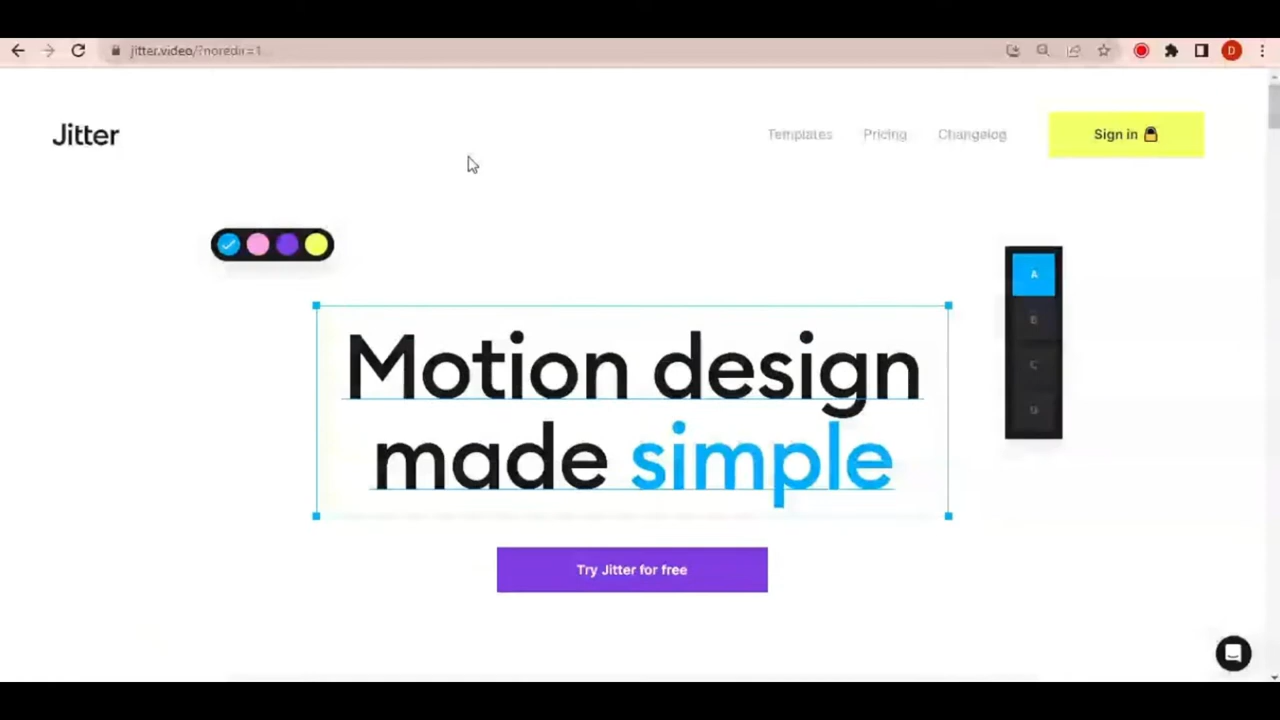 jitter.video/?noredir=1
D
Jitter
Templates Pricing Changelog Sign in
A
B
C
D
Motion design
made simple
Try Jitter for free